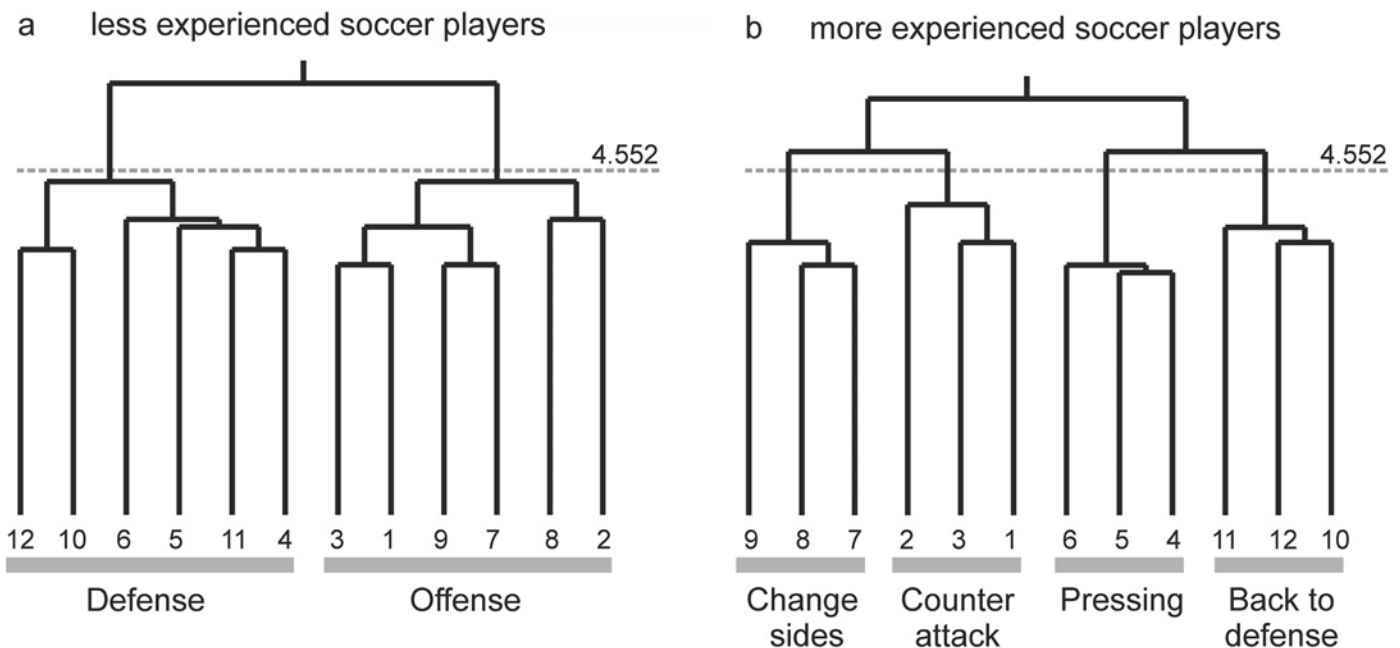 a less experienced soccer players
4.552
12 10 6 5 11 4 3 1 9 7 8 2
Defense Offense
b more experienced soccer players
4.552
9 8 7 2 3 1 6 5 4 11 12 10
Change
sides
Counter
attack
Pressing
Back to
defense